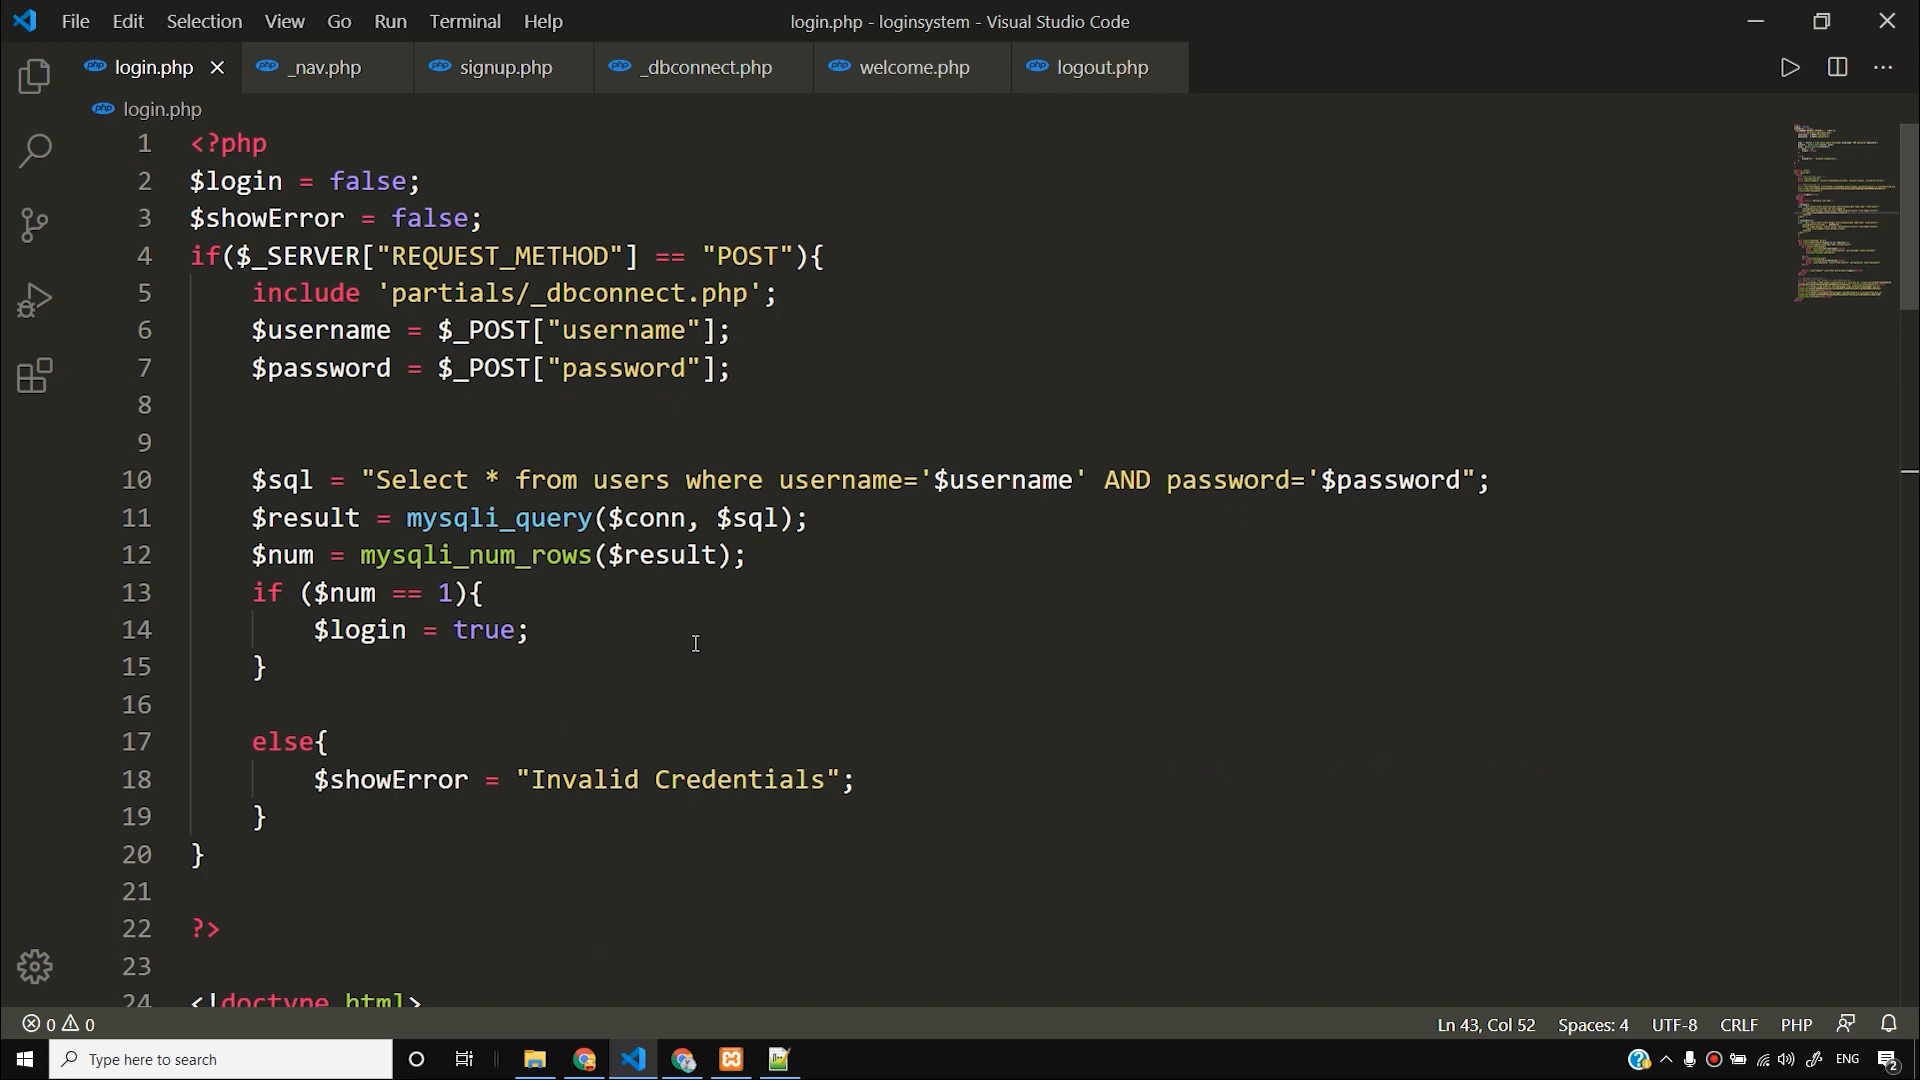 File Edit Selection View Go Run Terminal Help
login.php - loginsystem - Visual Studio Code
login.php _nav.php signup.php _dbconnect.php welcome.php logout.php
login.php
1 <?php
2 $login = false;
3 $showError = false;
4 if($_SERVER["REQUEST_METHOD"] == "POST"){
5 include 'partials/_dbconnect.php';
6 $username = $_POST["username"];
7 $password = $_POST["password"];
8
9
10 $sql = "Select * from users where username='$username' AND password='$password";
11 $result = mysqli_query($conn, $sql);
12 $num = mysqli_num_rows($result);
13 if ($num == 1){
14 $login = true;
15 }
16
17 else{
18 $showError = "Invalid Credentials";
19 }
20 }
21
22 ?>
23
24 <!doctype html>
0 0
Ln 43, Col 52 Spaces: 4 UTF-8 CRLF PHP
Type here to search
ENG
2